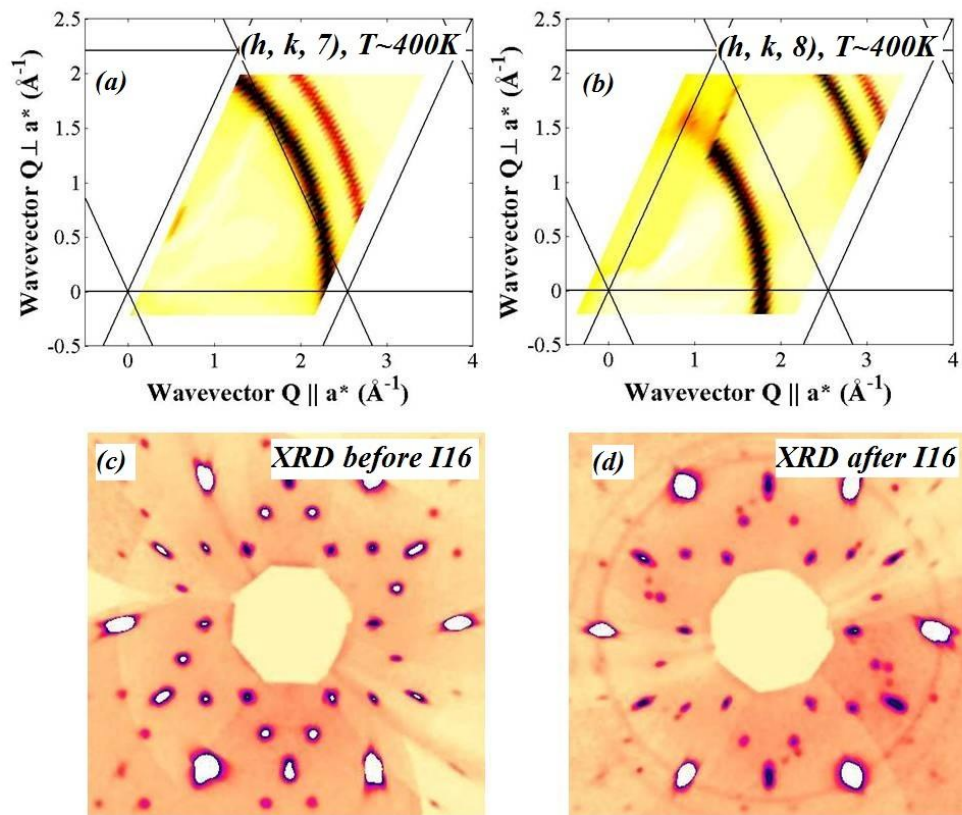 2.5
2
1.5
1
0.5
0
-0.5
Wavevector Q ⊥ a* (Å⁻¹)
(h, k, 7), T~400K
(a)
0
1
2
3
4
Wavevector Q || a* (Å⁻¹)
2.5
2
1.5
1
0.5
0
-0.5
Wavevector Q ⊥ a* (Å⁻¹)
(h, k, 8), T~400K
(b)
0
1
2
3
4
Wavevector Q || a* (Å⁻¹)
(c)
XRD before I16
(d)
XRD after I16